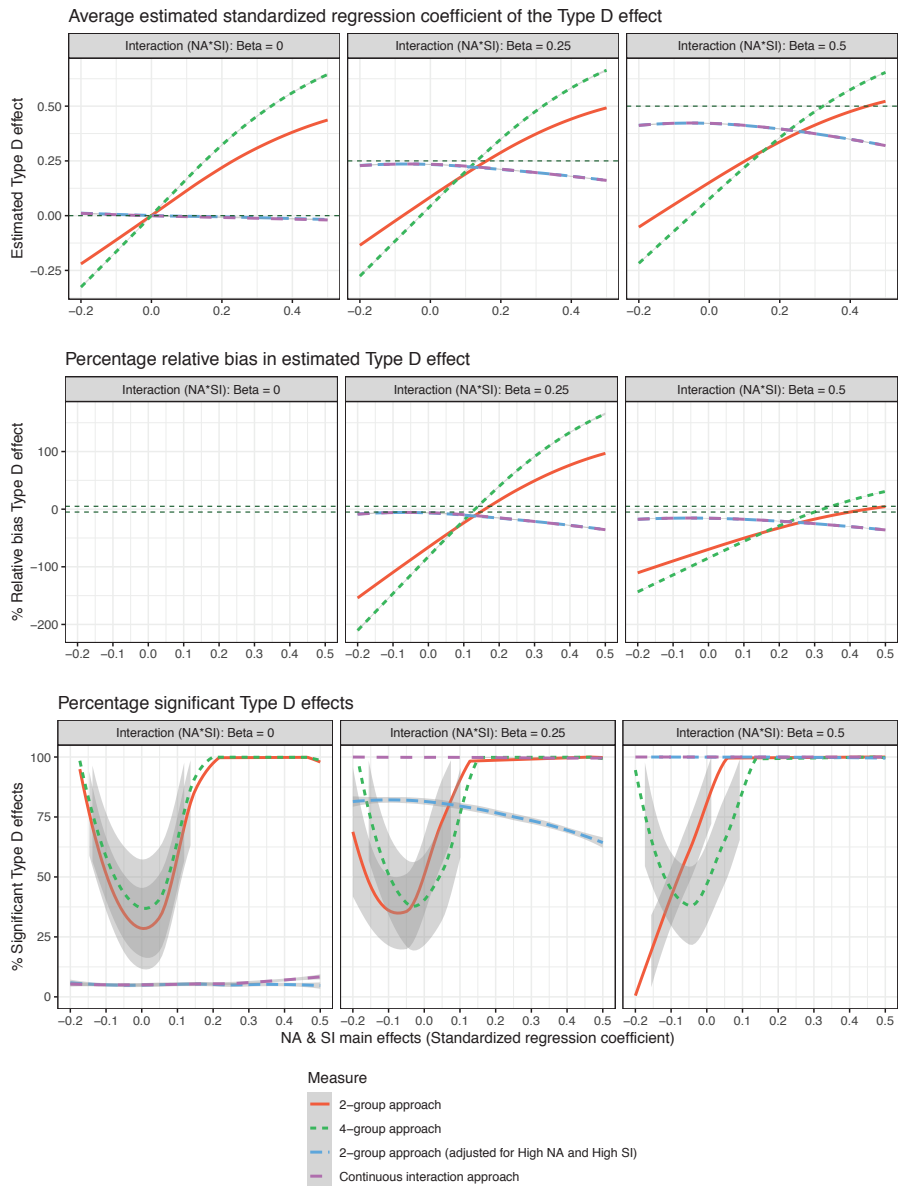 Average estimated standardized regression coefficient of the Type D effect
Interaction (NA*SI): Beta = 0
Interaction (NA*SI): Beta = 0.25
Interaction (NA*SI): Beta = 0.5
Estimated Type D effect
0.50
0.25
0.00
−0.25
−0.2 0.0 0.2 0.4
−0.2 0.0 0.2 0.4
−0.2 0.0 0.2 0.4
Percentage relative bias in estimated Type D effect
Interaction (NA*SI): Beta = 0
Interaction (NA*SI): Beta = 0.25
Interaction (NA*SI): Beta = 0.5
% Relative bias Type D effect
100
0
−100
−200
−0.2 −0.1 0.0 0.1 0.2 0.3 0.4 0.5
−0.2 −0.1 0.0 0.1 0.2 0.3 0.4 0.5
−0.2 −0.1 0.0 0.1 0.2 0.3 0.4 0.5
Percentage significant Type D effects
Interaction (NA*SI): Beta = 0
Interaction (NA*SI): Beta = 0.25
Interaction (NA*SI): Beta = 0.5
% Significant Type D effects
100
75
50
25
0
−0.2 −0.1 0.0 0.1 0.2 0.3 0.4 0.5
−0.2 −0.1 0.0 0.1 0.2 0.3 0.4 0.5
−0.2 −0.1 0.0 0.1 0.2 0.3 0.4 0.5
NA & SI main effects (Standardized regression coefficient)
Measure
2−group approach
4−group approach
2−group approach (adjusted for High NA and High SI)
Continuous interaction approach